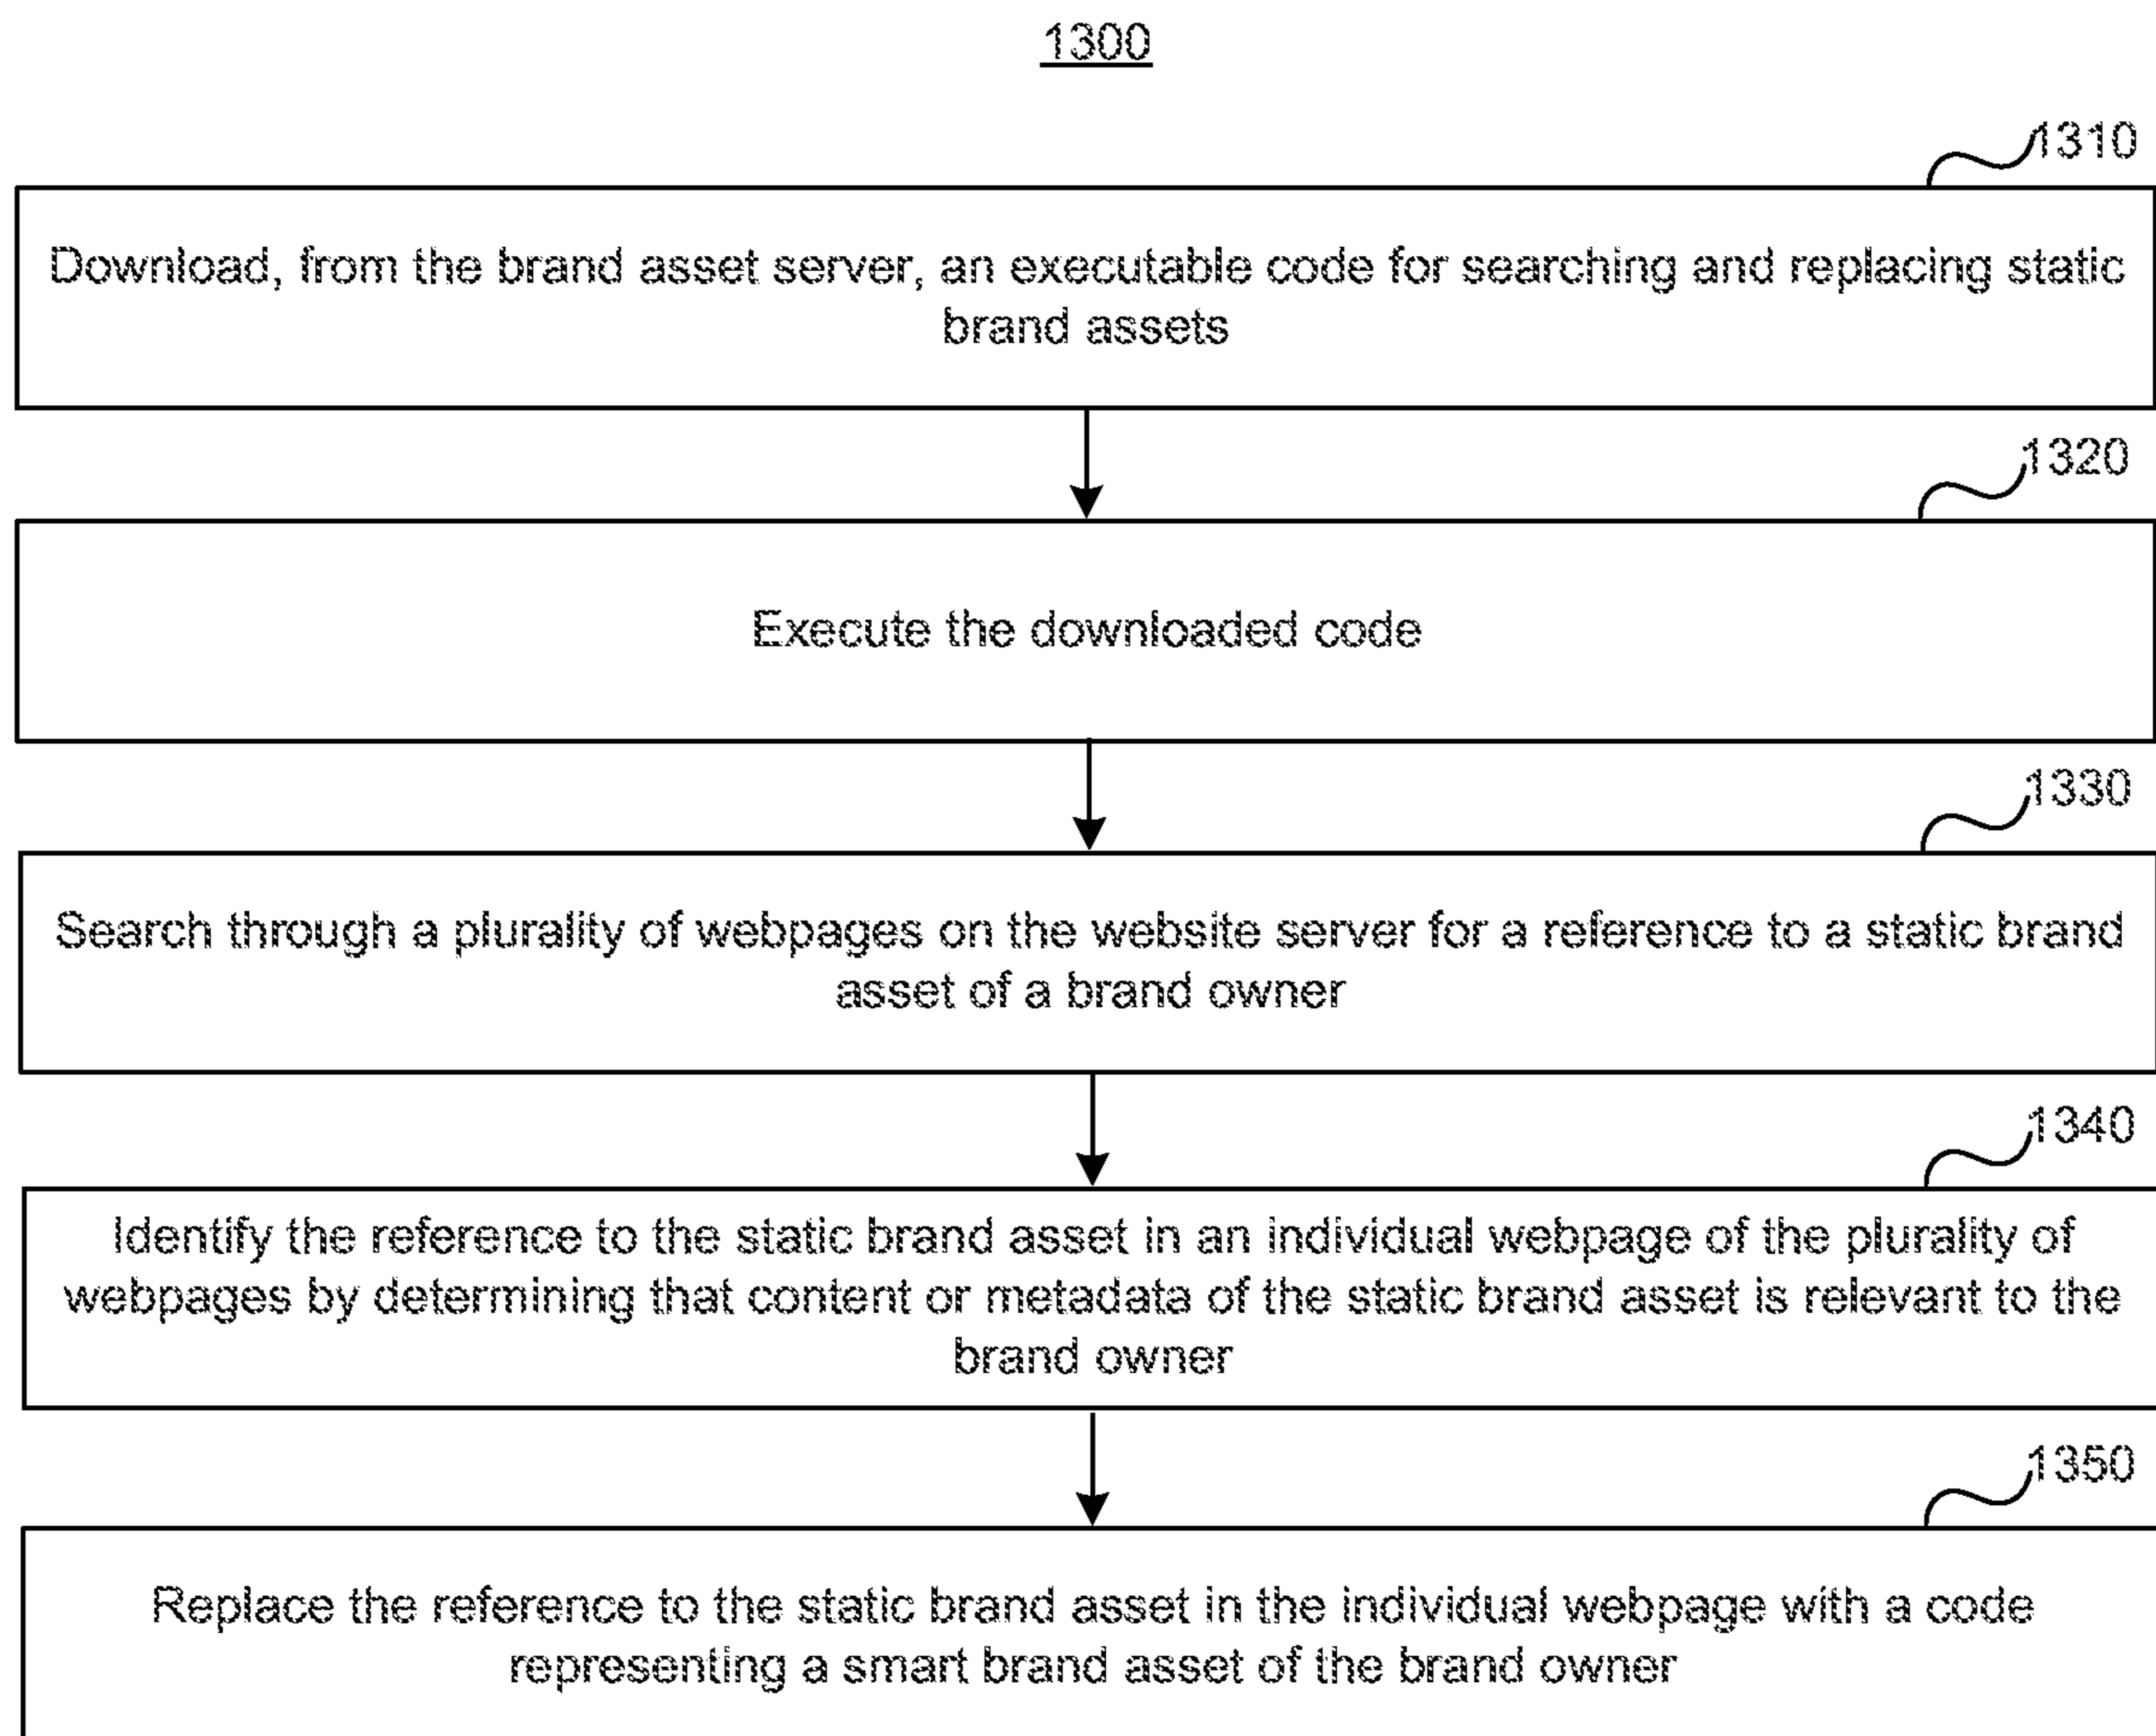 1300
1310
Download, from the brand asset server, an executable code for searching and replacing static
brand assets
1320
Execute the downloaded code
1330
Search through a plurality of webpages on the website server for a reference to a static brand
asset of a brand owner
1340
Identify the reference to the static brand asset in an individual webpage of the plurality of
webpages by determining that content or metadata of the static brand asset is relevant to the
brand owner
1350
Replace the reference to the static brand asset in the individual webpage with a code
representing a smart brand asset of the brand owner